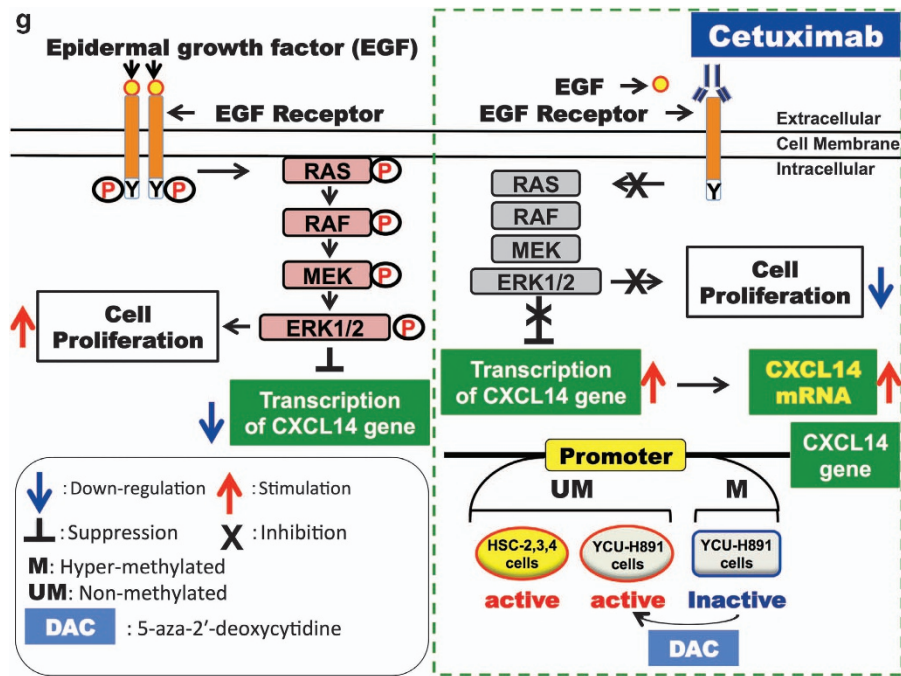 g
Epidermal growth factor (EGF)
EGF Receptor
P Y Y P
RAS P
RAF P
MEK P
ERK1/2 P
Cell
Proliferation
Transcription
of CXCL14 gene
: Down-regulation
: Stimulation
: Suppression
X : Inhibition
M: Hyper-methylated
UM: Non-methylated
DAC : 5-aza-2′-deoxycytidine
Cetuximab
EGF
EGF Receptor
Extracellular
Cell Membrane
Intracellular
Y
RAS
X
RAF
MEK
ERK1/2
X
Cell
Proliferation
X
Transcription
of CXCL14 gene
CXCL14
mRNA
Promoter
CXCL14
gene
UM
M
HSC-2,3,4
cells
YCU-H891
cells
YCU-H891
cells
active
active
Inactive
DAC